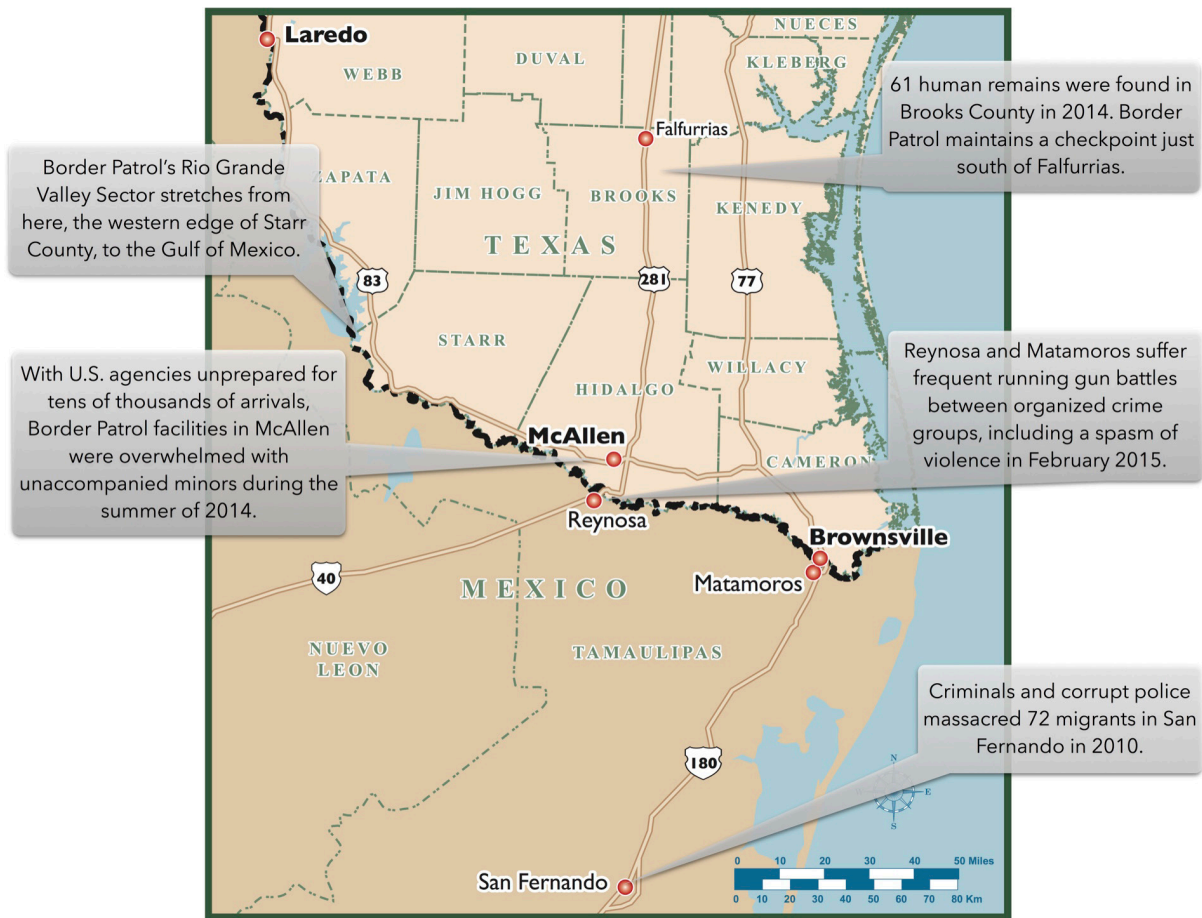 NUECES
Laredo
DUVAL
KLEBERG
WEBB
61 human remains were found in
Brooks County in 2014. Border
Patrol maintains a checkpoint just
south of Falfurrias.
Falfurrias
Border Patrol's Rio Grande
Valley Sector stretches from
here, the western edge of Starr
County, to the Gulf of Mexico.
ZAPATA
JIM HOGG
BROOKS
KENEDY
TEXAS
83
281
77
STARR
WILLACY
HIDALGO
Reynosa and Matamoros suffer
frequent running gun battles
between organized crime
groups, including a spasm of
violence in February 2015.
With U.S. agencies unprepared for
tens of thousands of arrivals,
Border Patrol facilities in McAllen
were overwhelmed with
unaccompanied minors during the
summer of 2014.
McAllen
CAMERON
Reynosa
Brownsville
Matamoros
40
MEXICO
NUEVO
LEON
TAMAULIPAS
Criminals and corrupt police
massacred 72 migrants in San
Fernando in 2010.
180
N
E
S
San Fernando
0 10 20 30 40 50 Miles
0 10 20 30 40 50 60 70 80 Km